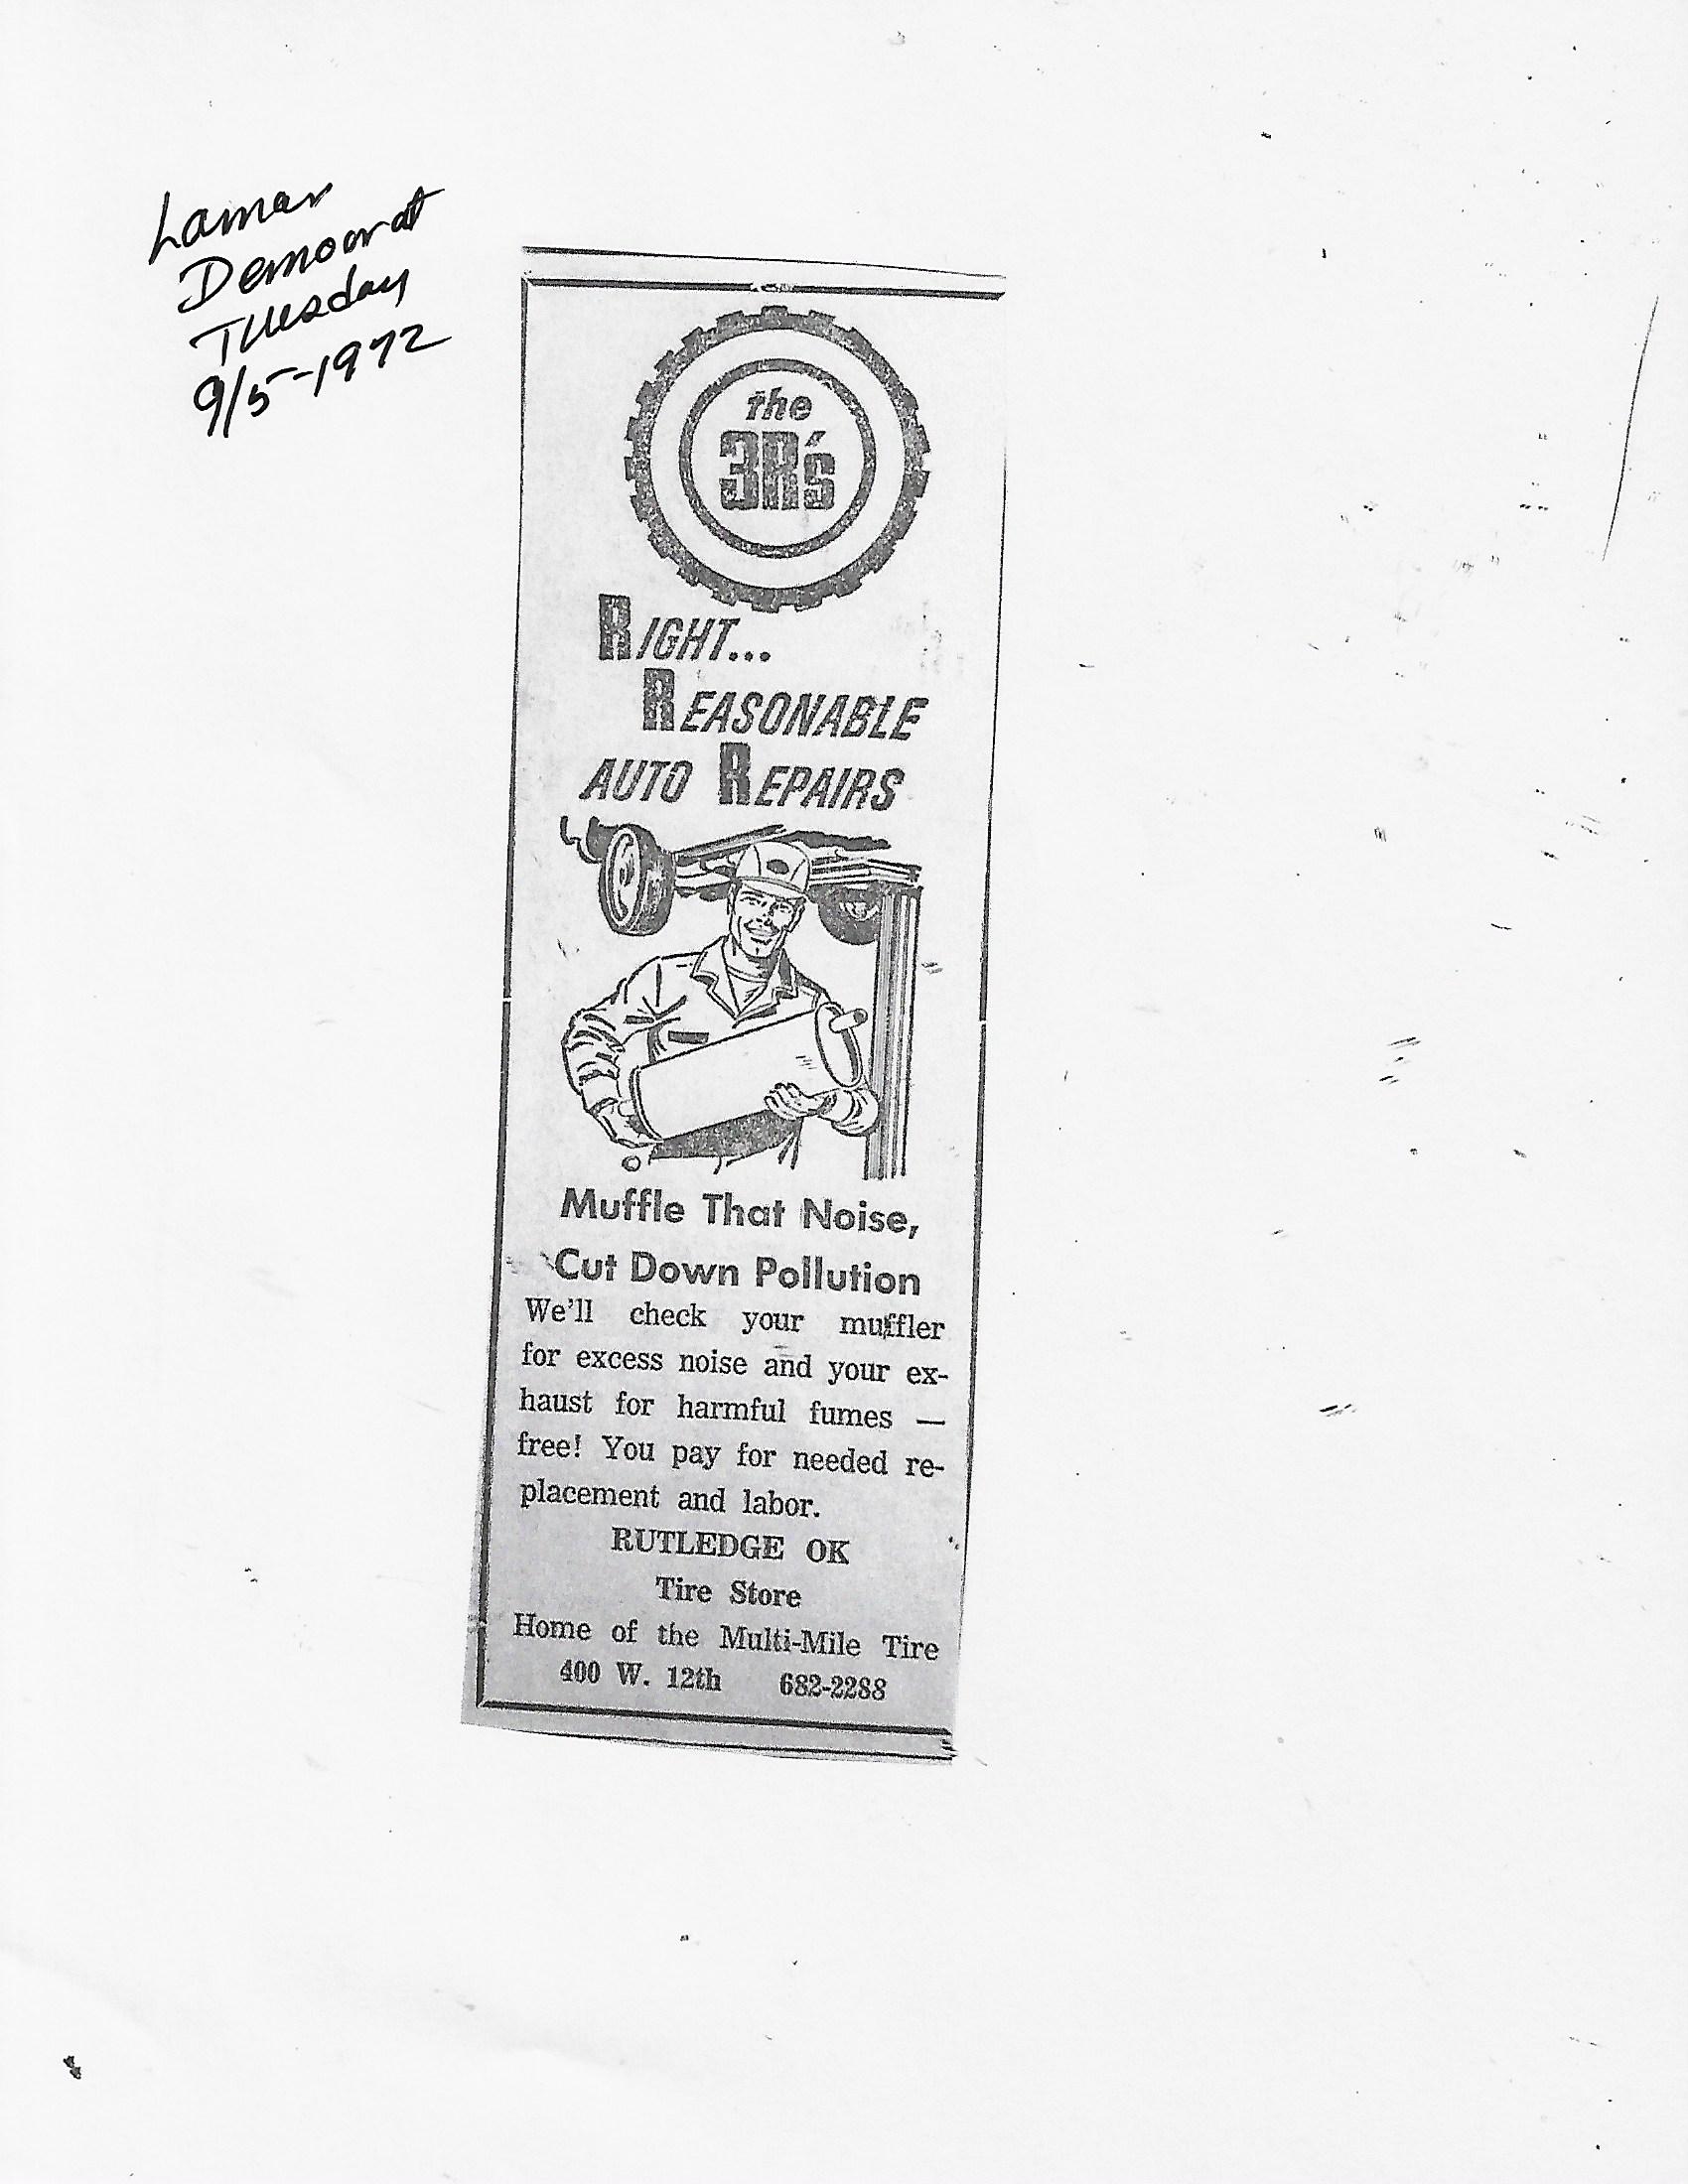 Lamar
Democrat
Tuesday
9/5-1972
the
3R's
RIGHT...
REASONABLE
AUTO REPAIRS
Muffle That Noise,
Cut Down Pollution
We'll check your muffler
for excess noise and your ex-
haust for harmful fumes —
free! You pay for needed re-
placement and labor.
RUTLEDGE OK
Tire Store
Home of the Multi-Mile Tire
400 W. 12th 682-2288